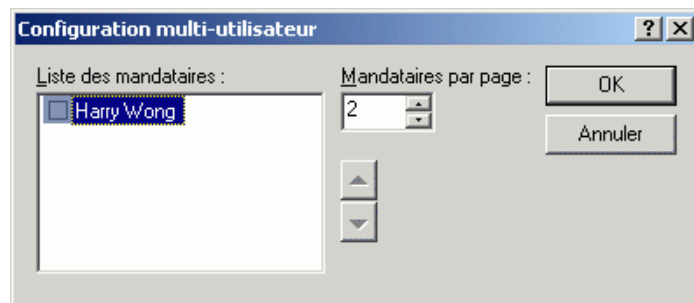 Configuration multi-utilisateur
Liste des mandataires :
Harry Wong
Mandataires par page :
2
OK
Annuler